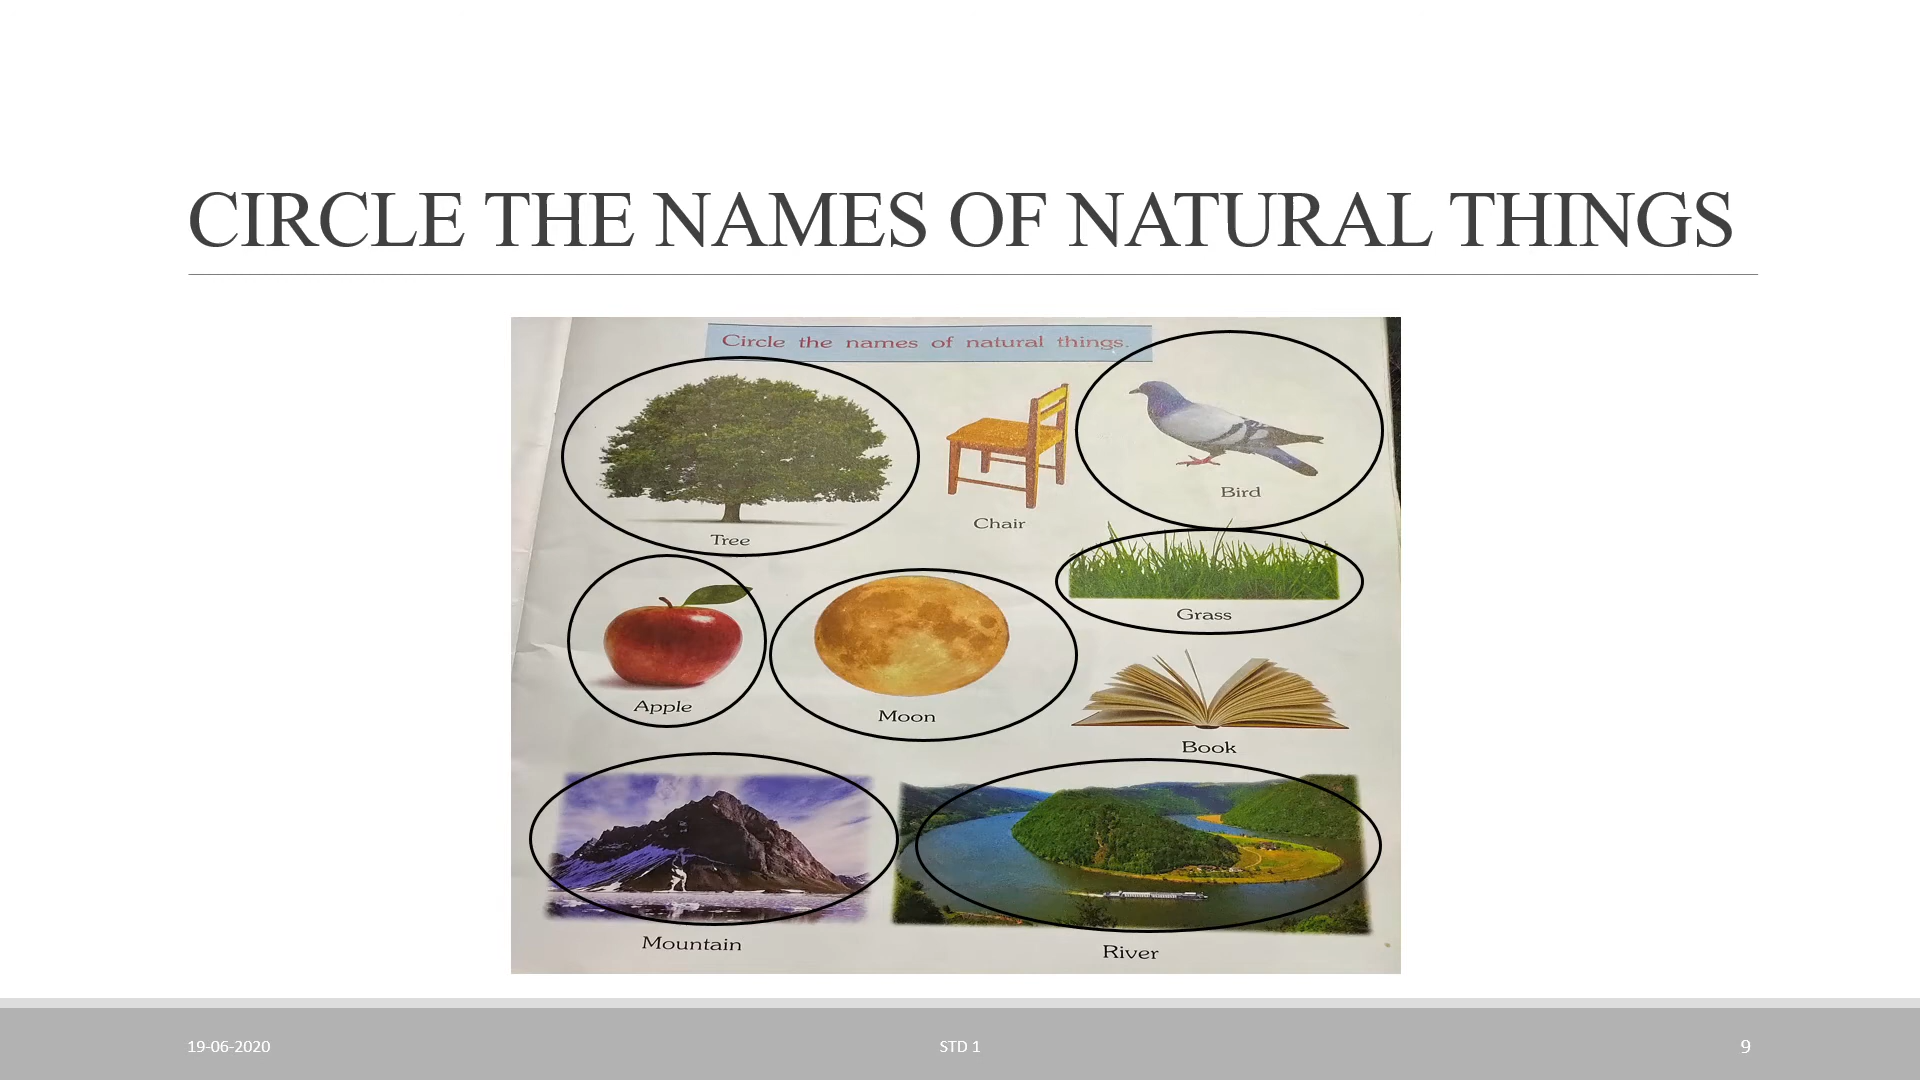 CIRCLE THE NAMES OF NATURAL THINGS
Circle the names of natural things.
Tree
Chair
Bird
Apple
Moon
Grass
Book
Mountain
River
19-06-2020
STD 1
9